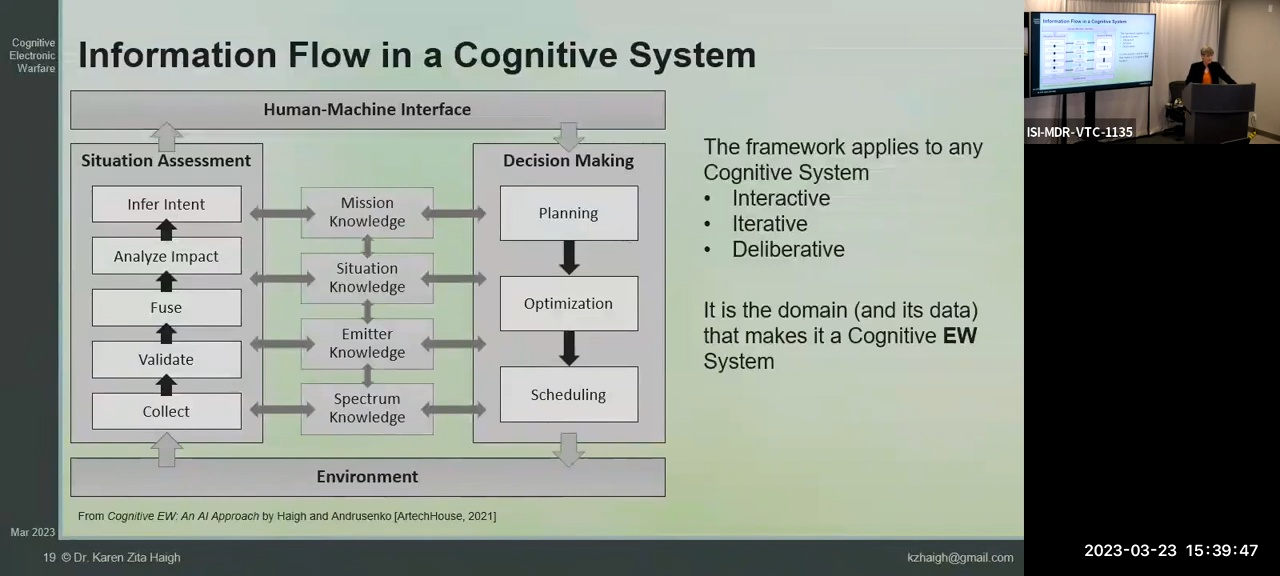 Cognitive
Electronic
Warfare
Information Flow in a Cognitive System
Human-Machine Interface
Situation Assessment
Infer Intent
Analyze Impact
Fuse
Validate
Collect
Mission
Knowledge
Situation
Knowledge
Emitter
Knowledge
Spectrum
Knowledge
Decision Making
Planning
Optimization
Scheduling
Environment
The framework applies to any
Cognitive System
• Interactive
• Iterative
• Deliberative
It is the domain (and its data)
that makes it a Cognitive EW
System
From Cognitive EW: An AI Approach by Haigh and Andrusenko [ArtechHouse, 2021]
Mar 2023
19 © Dr. Karen Zita Haigh
kzhaigh@gmail.com
Information Flow in a Cognitive System
ISI-MDR-VTC-1135
2023-03-23 15:39:47